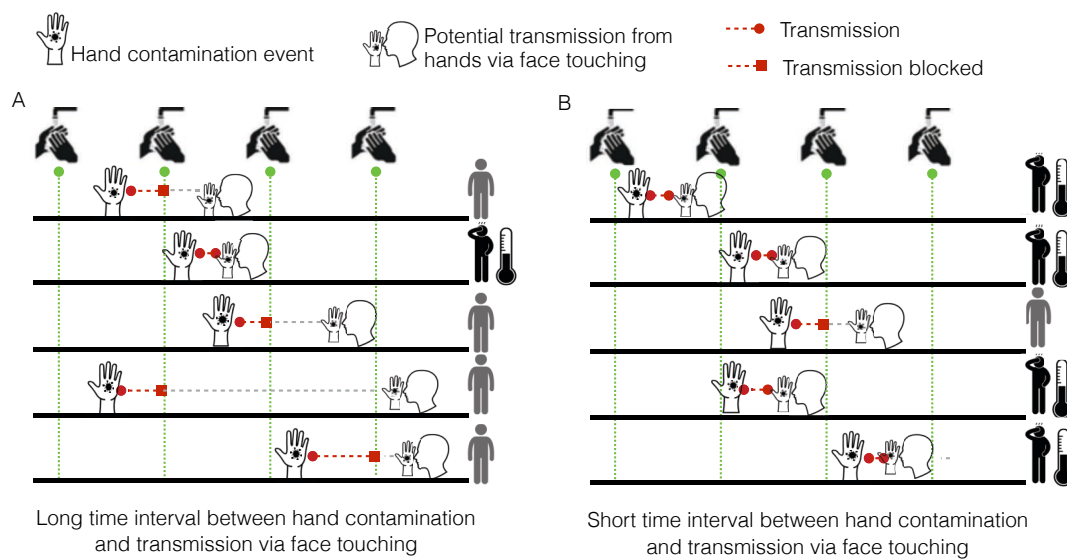 Hand contamination event
Potential transmission from
hands via face touching
Transmission
Transmission blocked
A
B
Long time interval between hand contamination
and transmission via face touching
Short time interval between hand contamination
and transmission via face touching